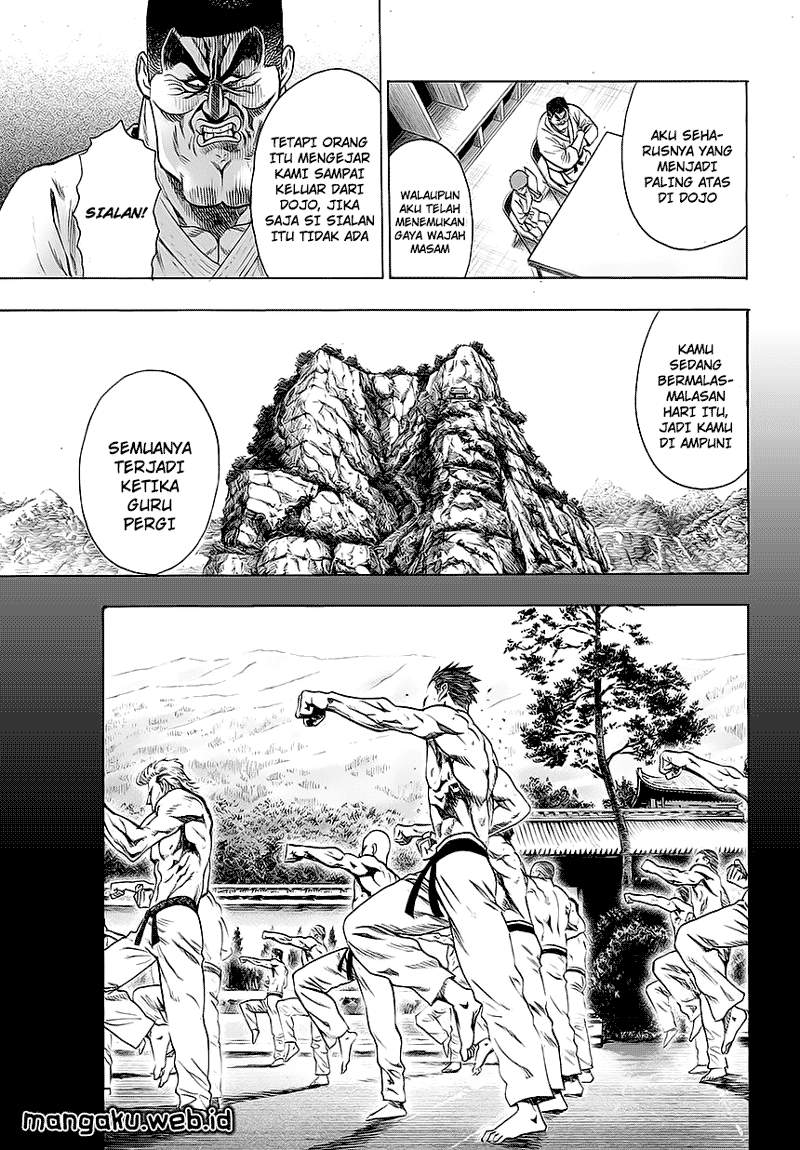 AKU SEHA-
RUSNYA YANG
MENJADI
PALING ATAS
DI DOJO
WALAUPUN
AKU TELAH
MENEMUKAN
GAYA WAJAH
MASAM
TETAPI ORANG
ITU MENGEJAR
KAMI SAMPAI
KELUAR DARI
DOJO, JIKA
SAJA SI SIALAN
ITU TIDAK ADA
SIALAN!
KAMU
SEDANG
BERMALAS-
MALASAN
HARI ITU,
JADI KAMU
DI AMPUNI
SEMUANYA
TERJADI
KETIKA
GURU
PERGI
mangaku.web.id